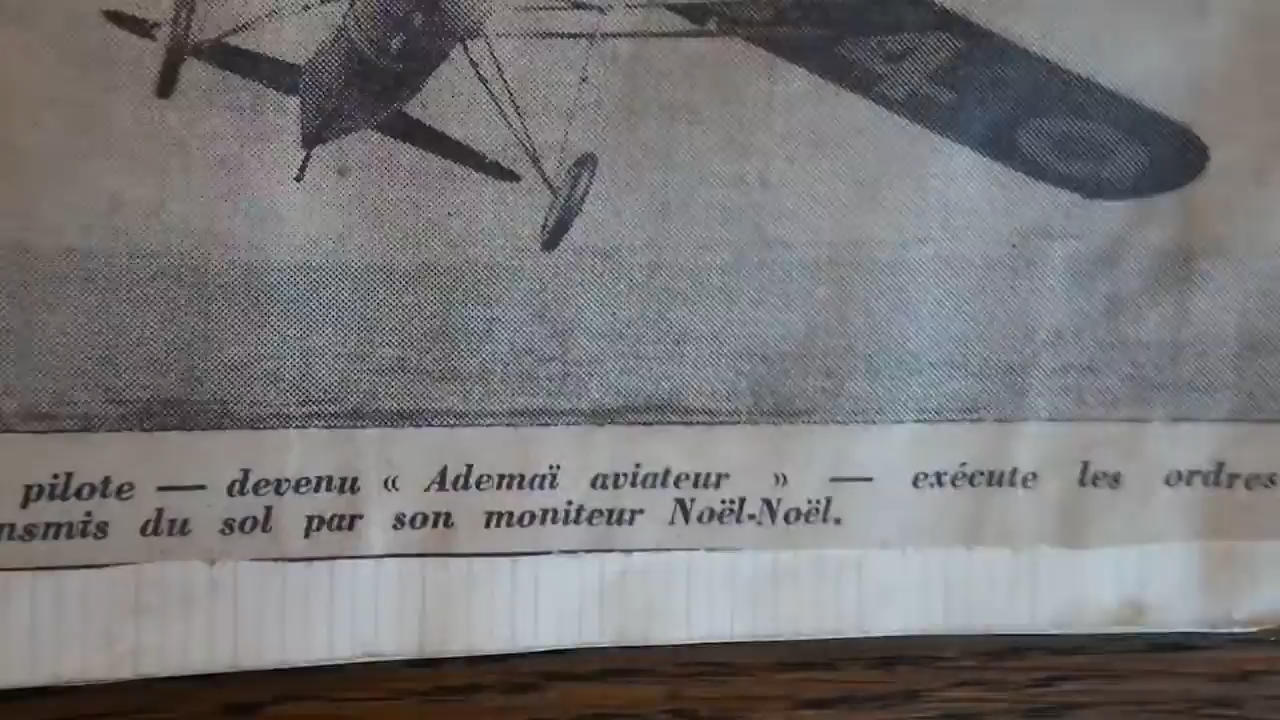 pilote — devenu « Ademaï aviateur » — exécute les ordres
nsmis du sol par son moniteur Noël-Noël.